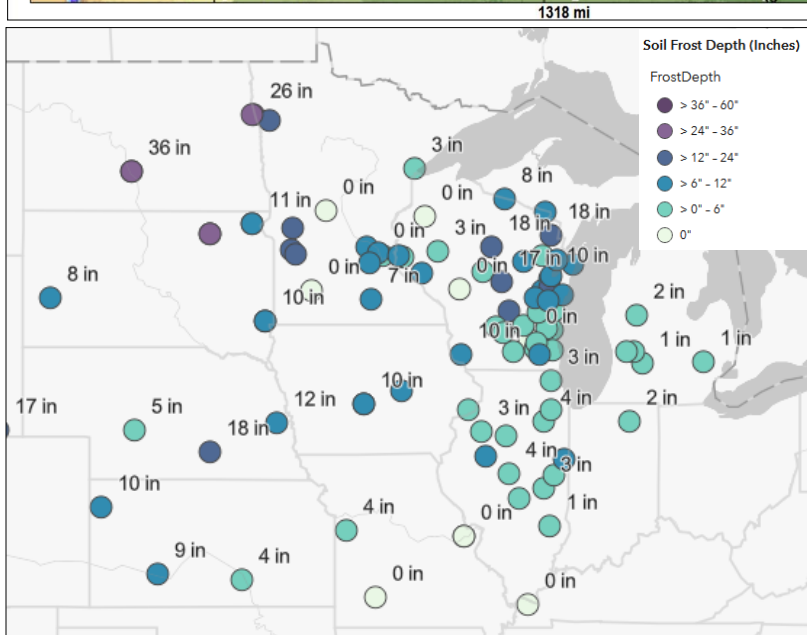 1318 mi
Soil Frost Depth (Inches)
FrostDepth
> 36" - 60"
> 24" - 36"
> 12" - 24"
> 6" - 12"
> 0" - 6"
0"
26 in
36 in
3 in
8 in
0 in
0 in
11 in
18 in
18 in
3 in
0 in
17 in
10 in
0 in
0 in
7 in
8 in
10 in
2 in
0 in
10 in
1 in
1 in
3 in
10 in
4 in
2 in
12 in
3 in
17 in
5 in
18 in
4 in
3 in
10 in
4 in
0 in
1 in
9 in
4 in
0 in
0 in